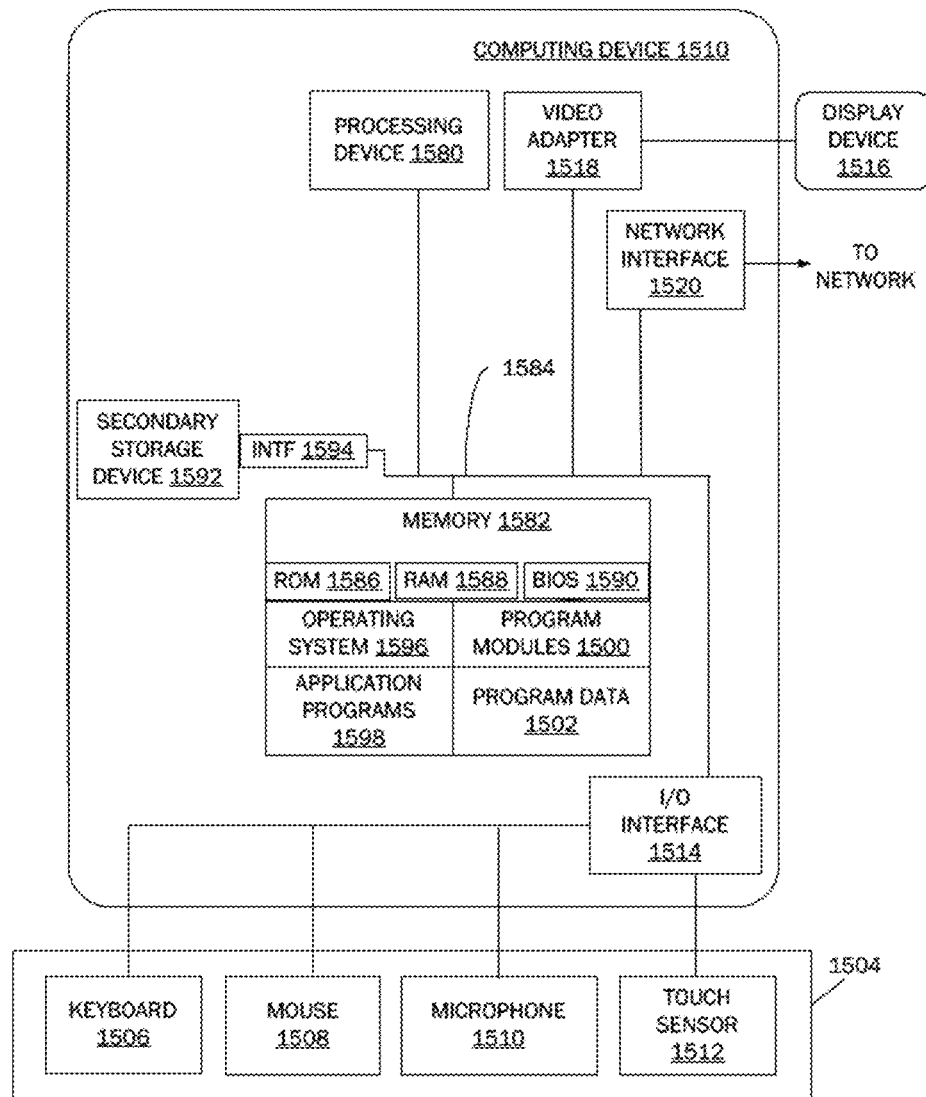 COMPUTING DEVICE 1510
PROCESSING
DEVICE 1580
VIDEO
ADAPTER
1518
DISPLAY
DEVICE
1516
NETWORK
INTERFACE
1520
TO
NETWORK
1584
SECONDARY
STORAGE
DEVICE 1592
INTF 1594
MEMORY 1582
ROM 1586
RAM 1588
BIOS 1590
OPERATING
SYSTEM 1596
PROGRAM
MODULES 1500
APPLICATION
PROGRAMS
1598
PROGRAM DATA
1502
I/O
INTERFACE
1514
1504
KEYBOARD
1506
MOUSE
1508
MICROPHONE
1510
TOUCH
SENSOR
1512